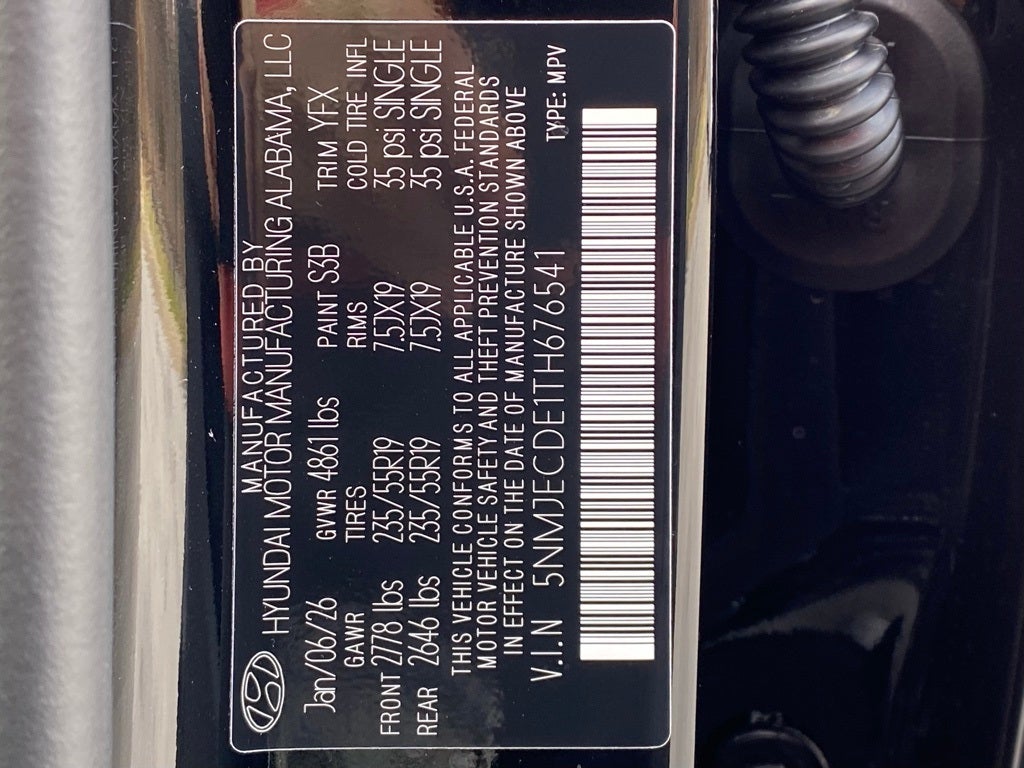 MANUFACTURED BY
HYUNDAI MOTOR MANUFACTURING ALABAMA, LLC
Jan/06/26 GVWR 4861 lbs PAINT S3B TRIM YFX
GAWR TIRES RIMS COLD TIRE INFL
FRONT 2778 lbs 235/55R19 7.5JX19 35 psi SINGLE
REAR 2646 lbs 235/55R19 7.5JX19 35 psi SINGLE
THIS VEHICLE CONFORMS TO ALL APPLICABLE U.S.A. FEDERAL
MOTOR VEHICLE SAFETY AND THEFT PREVENTION STANDARDS
IN EFFECT ON THE DATE OF MANUFACTURE SHOWN ABOVE
V.I.N 5NMJECDE1TH676541 TYPE: MPV